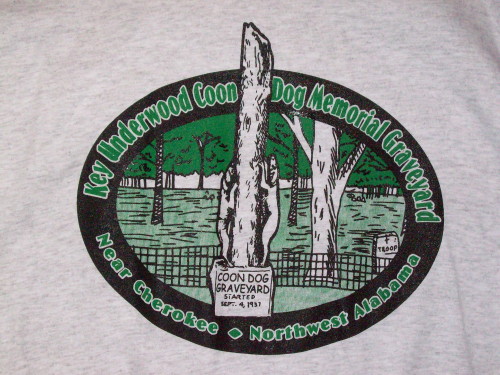 Key Underwood Coon Dog Memorial Graveyard
COON DOG
GRAVEYARD
STARTED
SEPT. 4, 1937
TROOP
Near Cherokee ◆ Northwest Alabama